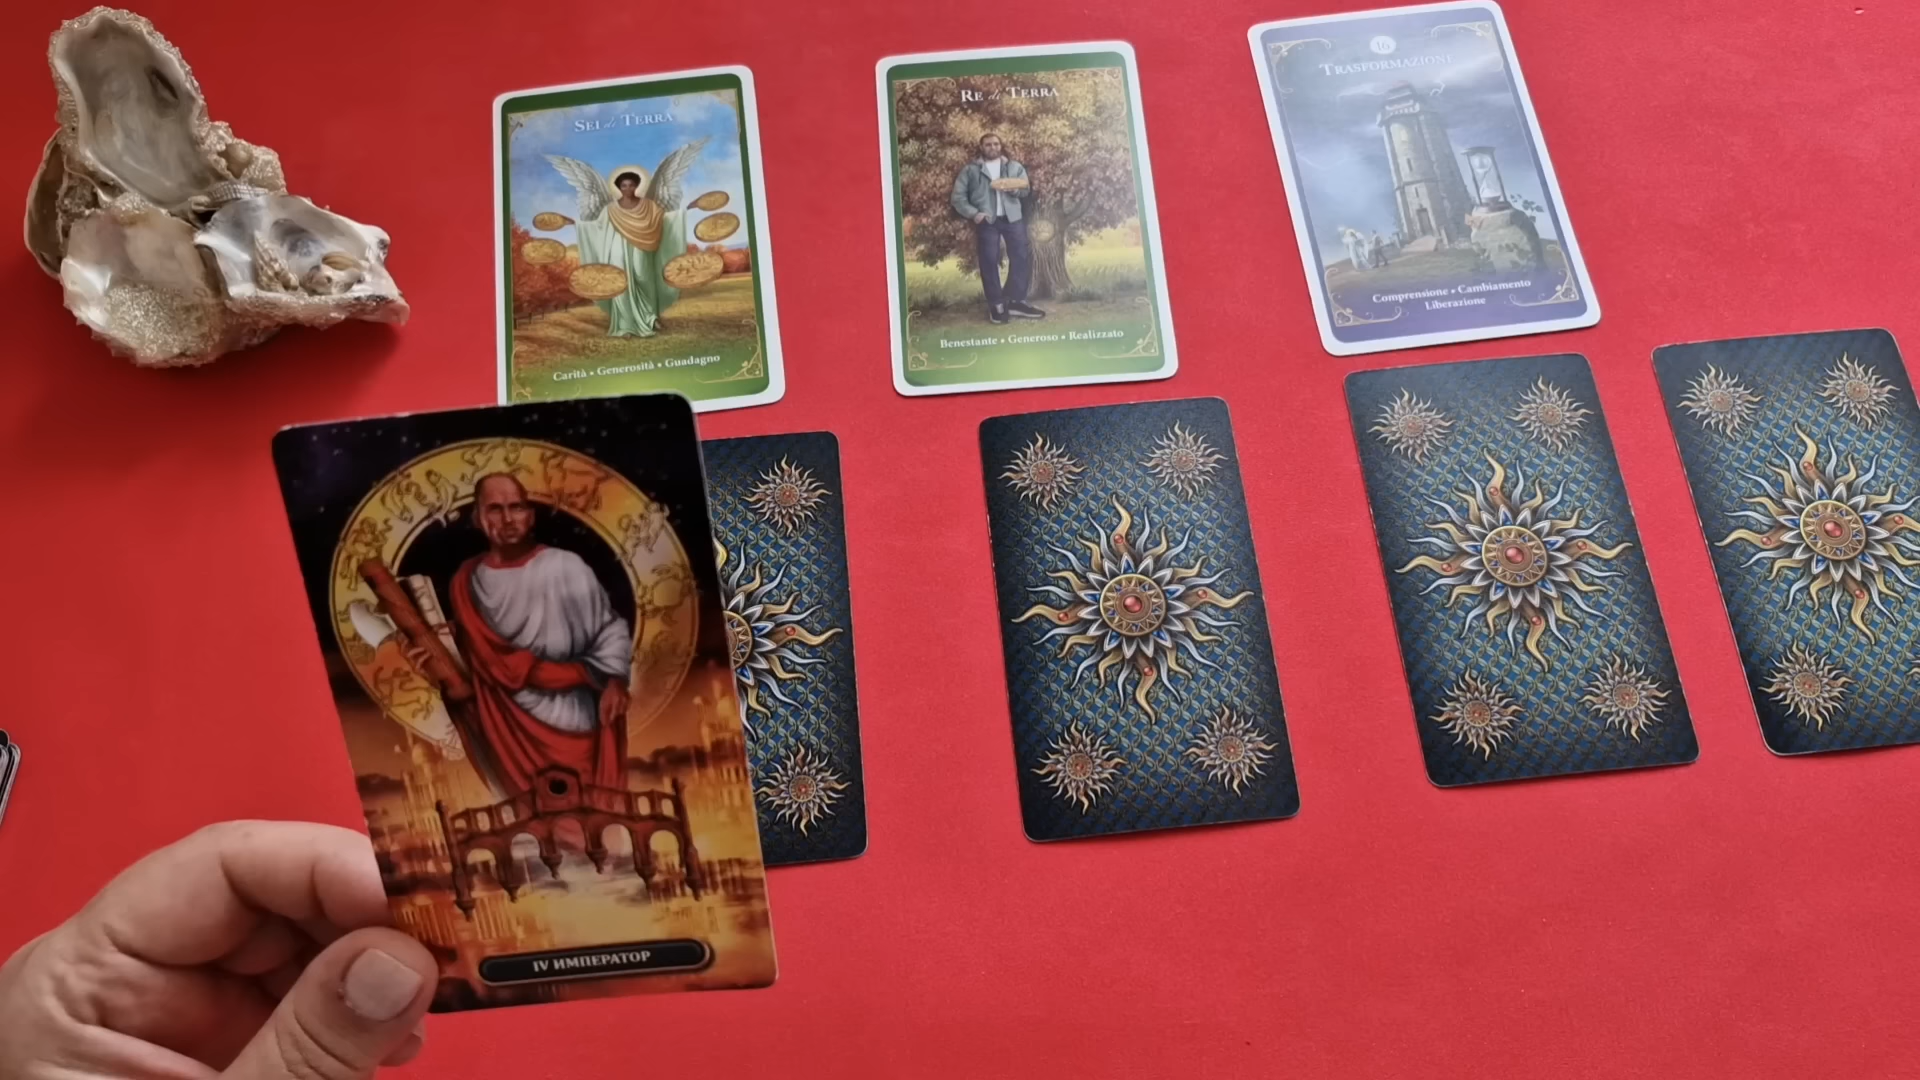 SEI di TERRA
Carità • Generosità • Guadagno
RE di TERRA
Benestante • Generoso • Realizzato
16
TRASFORMAZIONE
Comprensione • Cambiamento
Liberazione
IV ИМПЕРАТОР